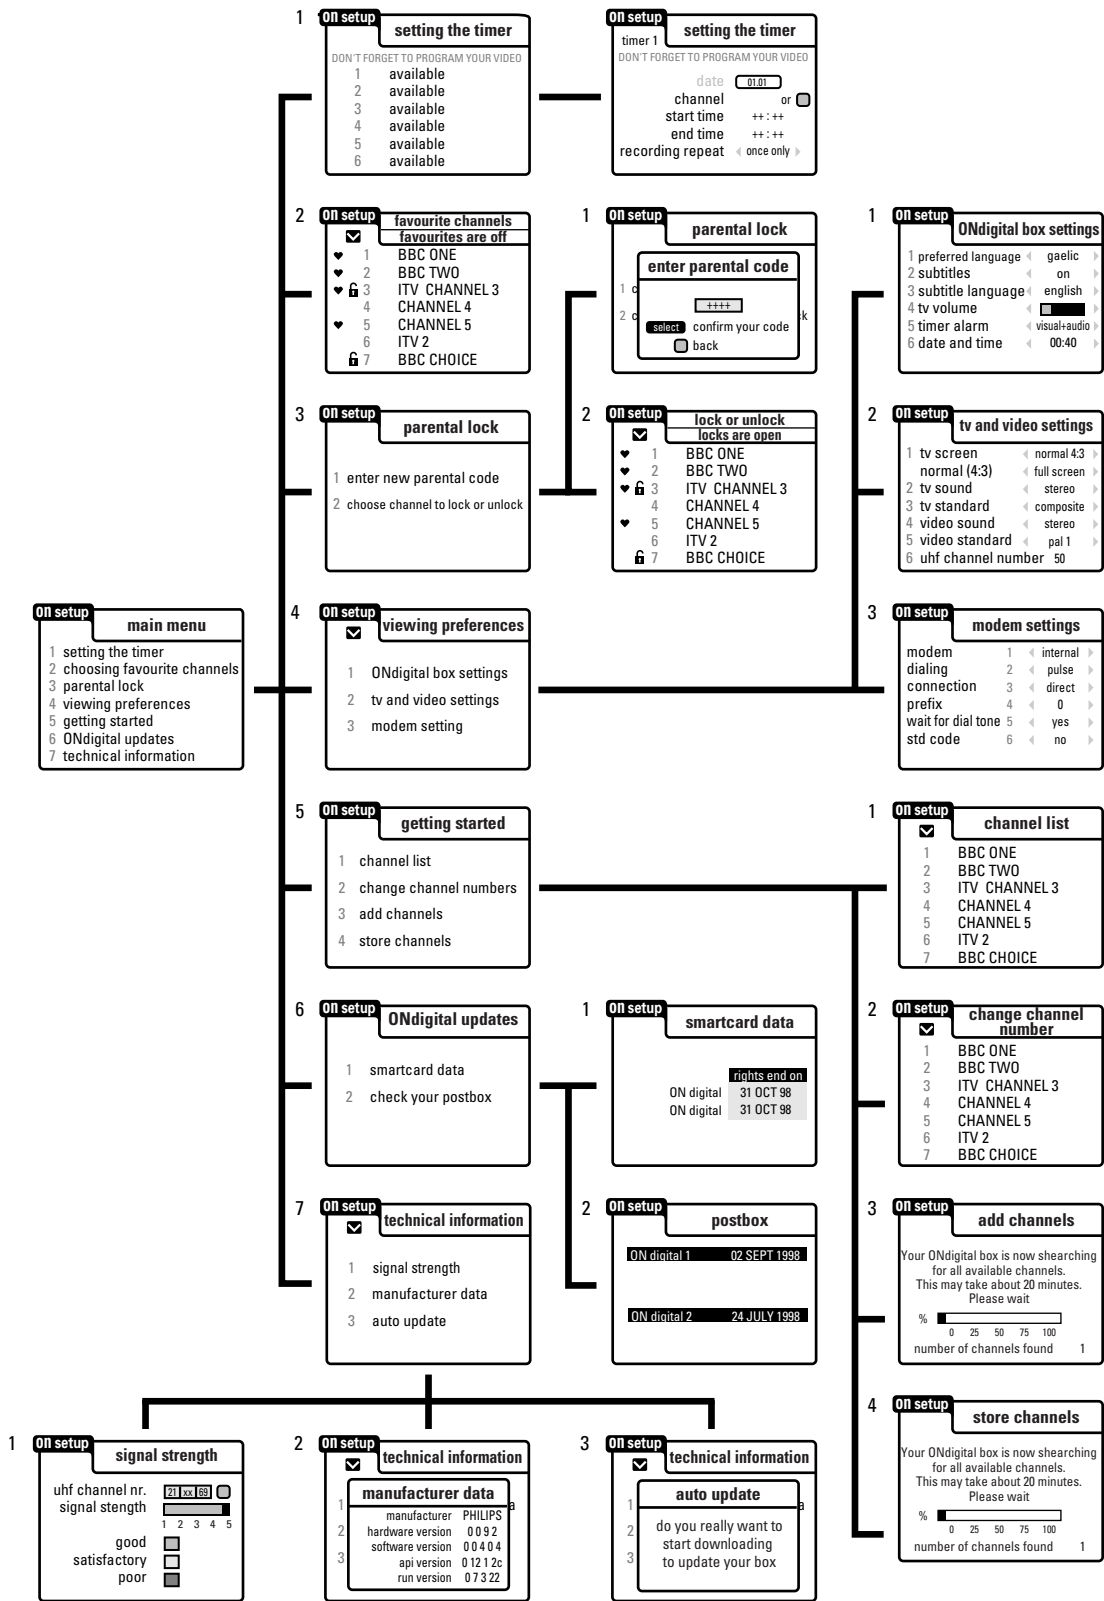 1
on setup
setting the timer
DON'T FORGET TO PROGRAM YOUR VIDEO
1 available
2 available
3 available
4 available
5 available
6 available
on setup
timer 1
setting the timer
DON'T FORGET TO PROGRAM YOUR VIDEO
date 01.01
channel or
start time ++ : ++
end time ++ : ++
recording repeat once only
2
on setup
favourite channels
favourites are off
1 BBC ONE
2 BBC TWO
3 ITV CHANNEL 3
4 CHANNEL 4
5 CHANNEL 5
6 ITV 2
7 BBC CHOICE
1
on setup
parental lock
enter parental code
1 c
++++
2 c ck
select confirm your code
back
1
on setup
ONdigital box settings
1 preferred language gaelic
2 subtitles on
3 subtitle language english
4 tv volume
5 timer alarm visual+audio
6 date and time 00:40
3
on setup
parental lock
1 enter new parental code
2 choose channel to lock or unlock
2
on setup
lock or unlock
locks are open
1 BBC ONE
2 BBC TWO
3 ITV CHANNEL 3
4 CHANNEL 4
5 CHANNEL 5
6 ITV 2
7 BBC CHOICE
2
on setup
tv and video settings
1 tv screen normal 4:3
normal (4:3) full screen
2 tv sound stereo
3 tv standard composite
4 video sound stereo
5 video standard pal 1
6 uhf channel number 50
on setup
main menu
1 setting the timer
2 choosing favourite channels
3 parental lock
4 viewing preferences
5 getting started
6 ONdigital updates
7 technical information
4
on setup
viewing preferences
1 ONdigital box settings
2 tv and video settings
3 modem setting
3
on setup
modem settings
modem 1 internal
dialing 2 pulse
connection 3 direct
prefix 4 0
wait for dial tone 5 yes
std code 6 no
5
on setup
getting started
1 channel list
2 change channel numbers
3 add channels
4 store channels
1
on setup
channel list
1 BBC ONE
2 BBC TWO
3 ITV CHANNEL 3
4 CHANNEL 4
5 CHANNEL 5
6 ITV 2
7 BBC CHOICE
6
on setup
ONdigital updates
1 smartcard data
2 check your postbox
1
on setup
smartcard data
rights end on
ON digital 31 OCT 98
ON digital 31 OCT 98
2
on setup
change channel
number
1 BBC ONE
2 BBC TWO
3 ITV CHANNEL 3
4 CHANNEL 4
5 CHANNEL 5
6 ITV 2
7 BBC CHOICE
7
on setup
technical information
1 signal strength
2 manufacturer data
3 auto update
2
on setup
postbox
ON digital 1 02 SEPT 1998
ON digital 2 24 JULY 1998
3
on setup
add channels
Your ONdigital box is now shearching
for all available channels.
This may take about 20 minutes.
Please wait
%
0 25 50 75 100
number of channels found 1
4
on setup
store channels
Your ONdigital box is now shearching
for all available channels.
This may take about 20 minutes.
Please wait
%
0 25 50 75 100
number of channels found 1
1
on setup
signal strength
uhf channel nr. 21 xx 69
signal stength
1 2 3 4 5
good
satisfactory
poor
2
on setup
technical information
manufacturer data
1 a
manufacturer PHILIPS
2 hardware version 0 0 9 2
software version 0 0 4 0 4
3 api version 0 12 1 2c
run version 0 7 3 22
3
on setup
technical information
auto update
1 a
2 do you really want to
start downloading
3 to update your box